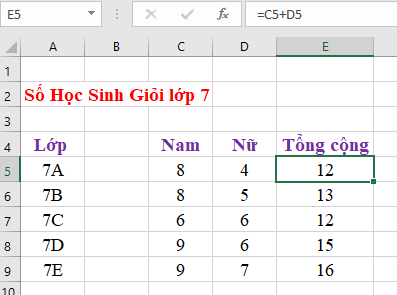 E5 fx =C5+D5
A B C D E
1
2 Số Học Sinh Giỏi lớp 7
3
4 Lớp Nam Nữ Tổng cộng
5 7A 8 4 12
6 7B 8 5 13
7 7C 6 6 12
8 7D 9 6 15
9 7E 9 7 16
10